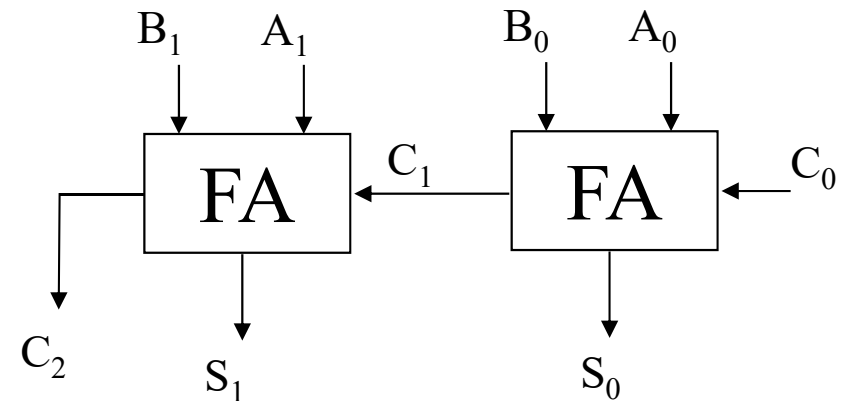 B₁ A₁ B₀ A₀
FA C₁ FA C₀
C₂ S₁ S₀